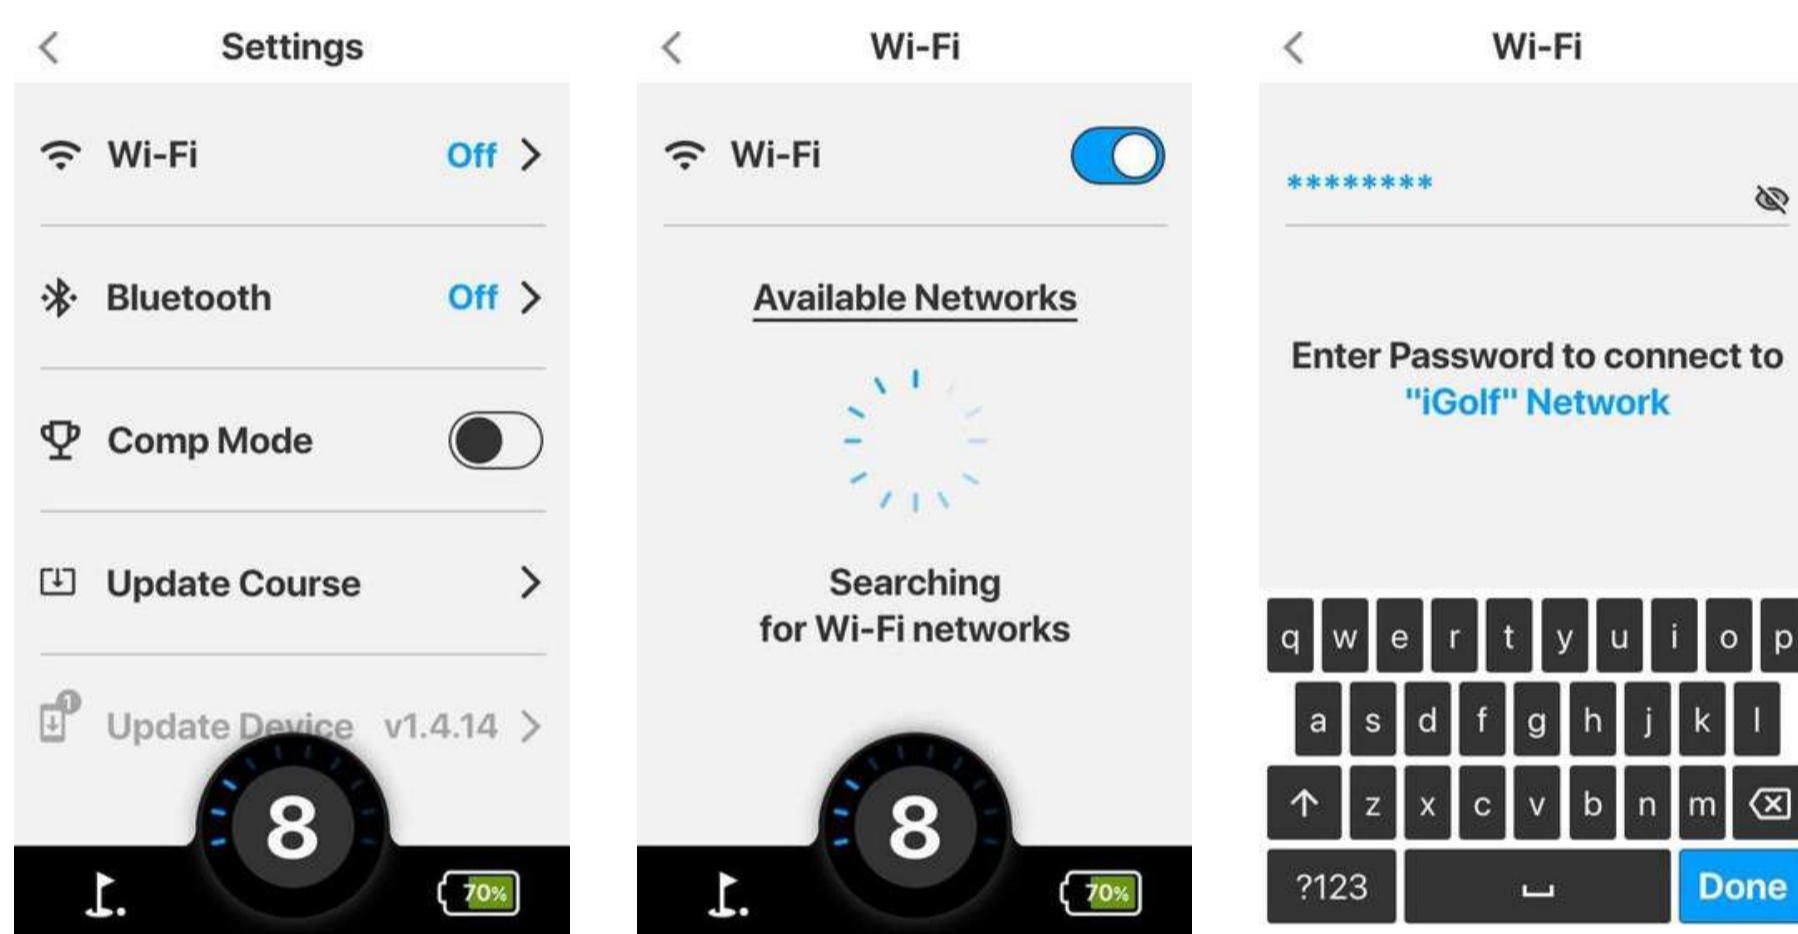 Settings
Wi-Fi Off
Bluetooth Off
Comp Mode
Update Course
1
Update Device v1.4.14
8
70%
Wi-Fi
Wi-Fi
Available Networks
Searching
for Wi-Fi networks
8
70%
Wi-Fi
********
Enter Password to connect to
"iGolf" Network
q w e r t y u i o p
a s d f g h j k l
z x c v b n m
?123 Done